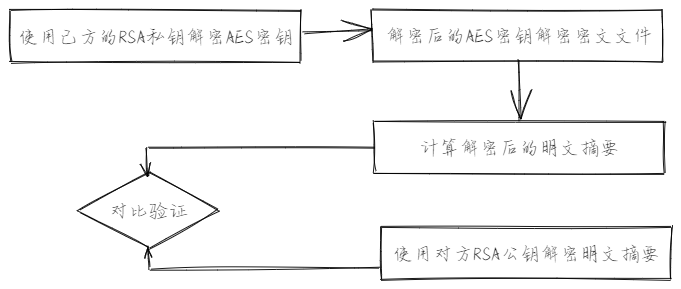 使用己方的RSA私钥解密AES密钥
解密后的AES密钥解密密文文件
计算解密后的明文摘要
对比验证
使用对方RSA公钥解密明文摘要